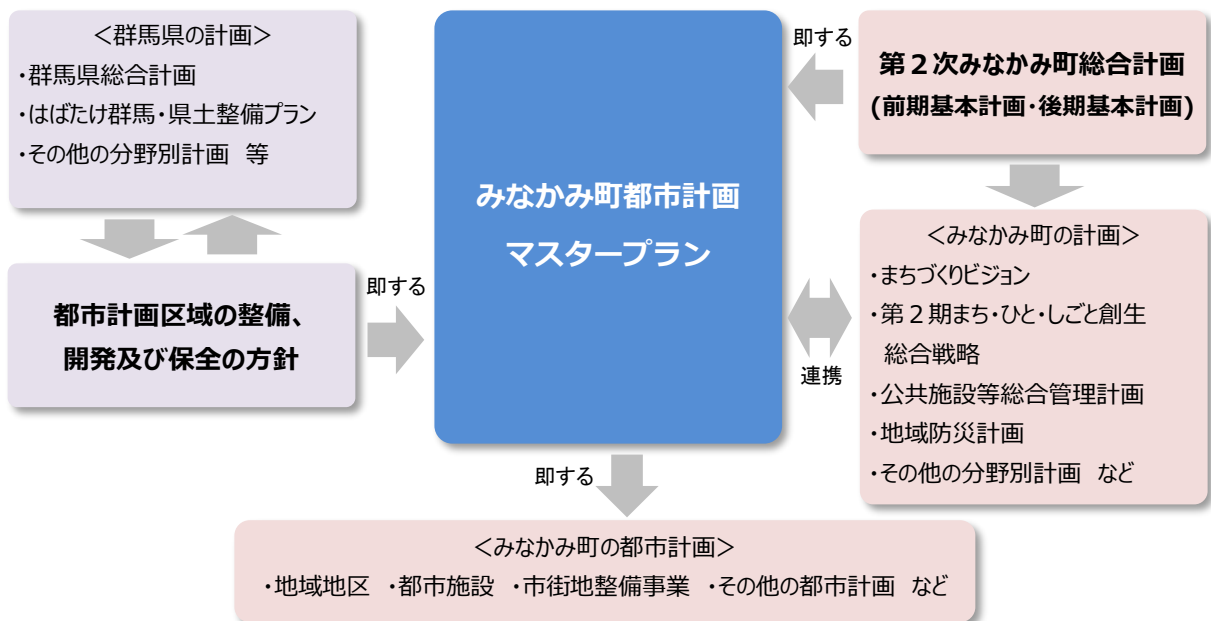 ＜群馬県の計画＞
・群馬県総合計画
・はばたけ群馬・県土整備プラン
・その他の分野別計画　等
都市計画区域の整備、
開発及び保全の方針
即する
みなかみ町都市計画
マスタープラン
即する
第２次みなかみ町総合計画
(前期基本計画・後期基本計画)
＜みなかみ町の計画＞
・まちづくりビジョン
・第２期まち・ひと・しごと創生
総合戦略
・公共施設等総合管理計画
・地域防災計画
・その他の分野別計画　など
連携
即する
＜みなかみ町の都市計画＞
・地域地区　・都市施設　・市街地整備事業　・その他の都市計画　など